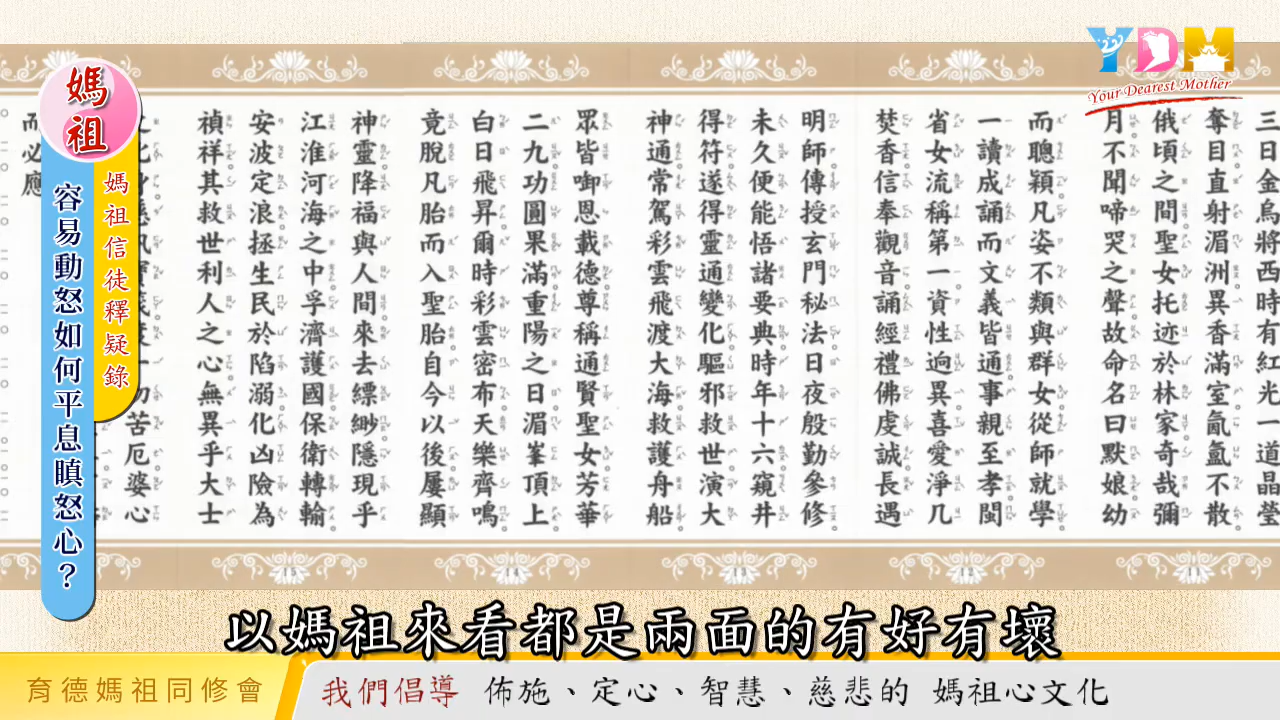 YDM
Your Dearest Mother
媽祖
媽祖信徒釋疑錄
容易動怒如何平息瞋怒心？
三日金烏將西時有紅光一道晶瑩
奪目直射湄洲異香滿室氤氳不散
俄頃之間聖女托迹於林家奇哉彌
月不聞啼哭之聲故命名曰默娘幼
而聰穎凡姿不類與群女從師就學
一讀成誦而文義皆通事親至孝閩
省女流稱第一資性逈異喜愛淨几
焚香信奉觀音誦經禮佛虔誠長遇
明師傳授玄門秘法日夜殷勤參修
未久便能悟諸要典時年十六窺井
得符遂得靈通變化驅邪救世演大
神通常駕彩雲飛渡大海救護舟船
眾皆啣恩載德尊稱通賢聖女芳華
二九功圓果滿重陽之日湄峯頂上
白日飛昇爾時彩雲密布天樂齊鳴
竟脫凡胎而入聖胎自今以後屢顯
神靈降福與人間來去縹緲隱現乎
江淮河海之中孚濟護國保衛轉輸
安波定浪拯生民於陷溺化凶險為
禎祥其救世利人之心無異乎大士
苦厄婆心
而必應
以媽祖來看都是兩面的有好有壞
育德媽祖同修會
我們倡導 佈施、定心、智慧、慈悲的 媽祖心文化